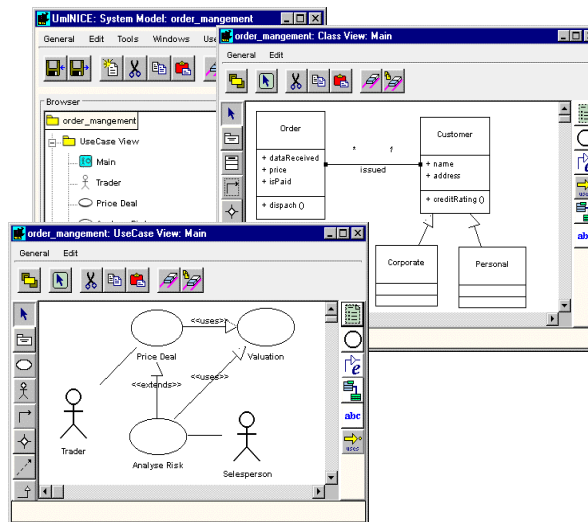 UmlNICE: System Model: order_mangement
General Edit Tools Windows
Browser
order_mangement
UseCase View
Main
Trader
Price Deal
order_mangement: Class View: Main
General Edit
Order
+ dataReceived
+ price
+ isPaid
+ dispach ()
* 1
issued
Customer
+ name
+ address
+ creditRating ()
Corporate
Personal
abc
order_mangement: UseCase View: Main
General Edit
<<uses>>
Price Deal
Valuation
<<extends>>
<<uses>>
Trader
Analyse Risk
Selesperson
e
abc
uses